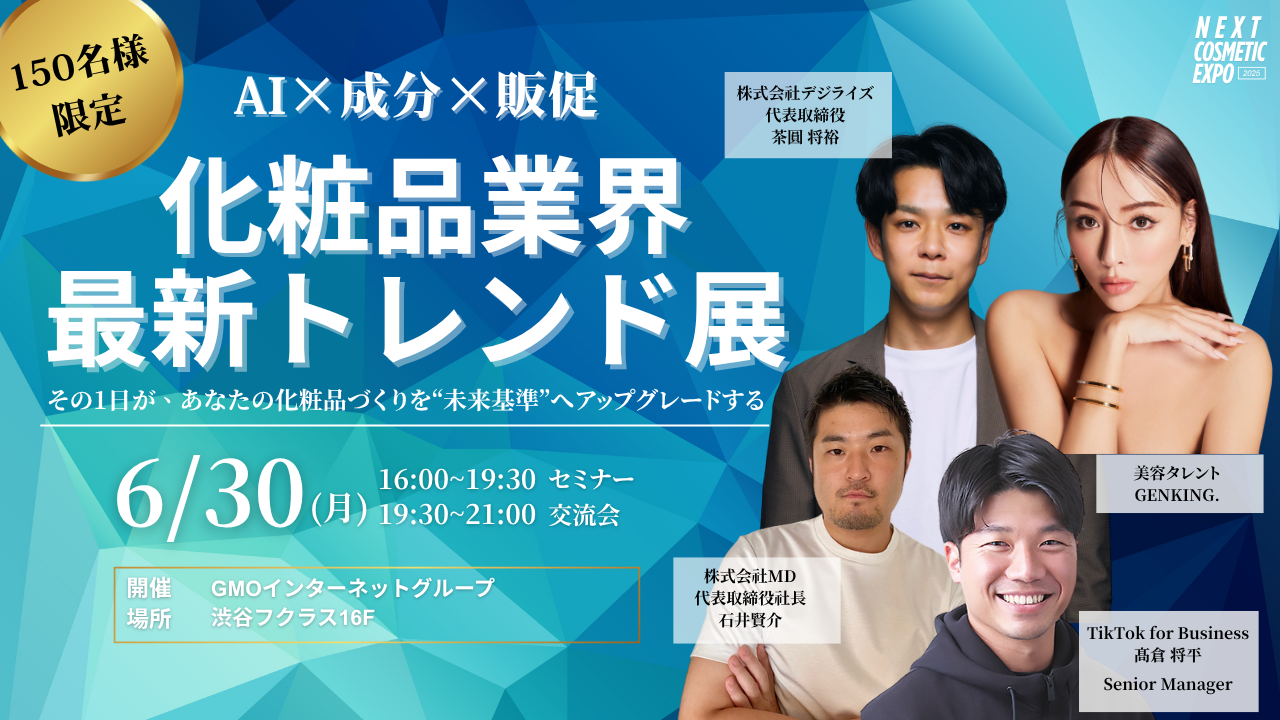 150名様
限定
AI×成分×販促
化粧品業界
最新トレンド展
その1日が、あなたの化粧品づくりを“未来基準”へアップグレードする
6/30(月)
16:00~19:30 セミナー
19:30~21:00 交流会
開催
場所
GMOインターネットグループ
渋谷フクラス16F
NEXT
COSMETIC
EXPO 2025
株式会社デジライズ
代表取締役
茶圓 将裕
美容タレント
GENKING.
株式会社MD
代表取締役社長
石井賢介
TikTok for Business
髙倉 将平
Senior Manager